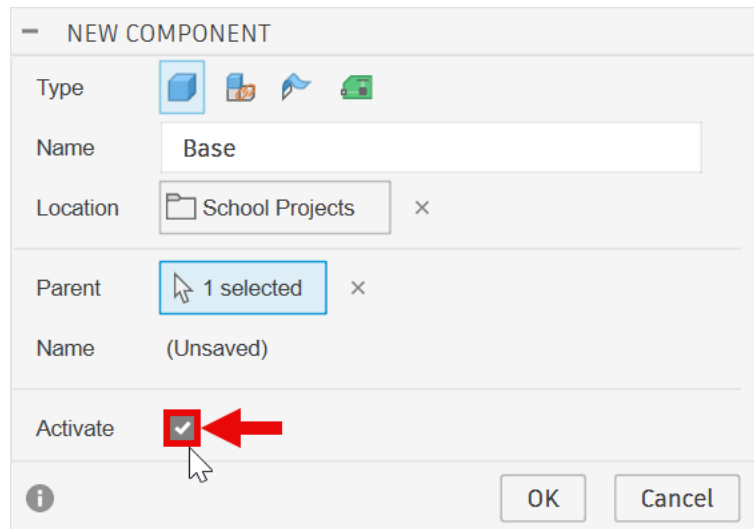 NEW COMPONENT
Type
Name Base
Location School Projects
Parent 1 selected
Name (Unsaved)
Activate
OK Cancel